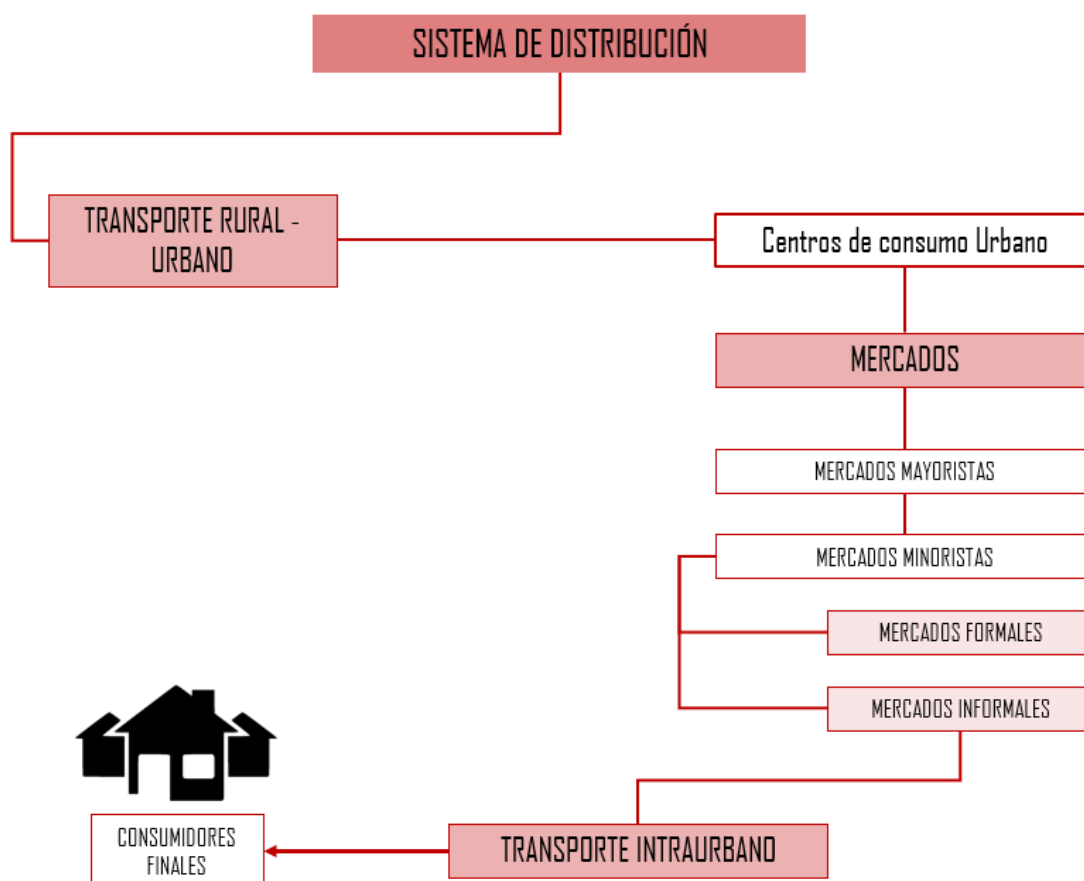 SISTEMA DE DISTRIBUCIÓN
TRANSPORTE RURAL -
URBANO
Centros de consumo Urbano
MERCADOS
MERCADOS MAYORISTAS
MERCADOS MINORISTAS
MERCADOS FORMALES
MERCADOS INFORMALES
TRANSPORTE INTRAURBANO
CONSUMIDORES
FINALES